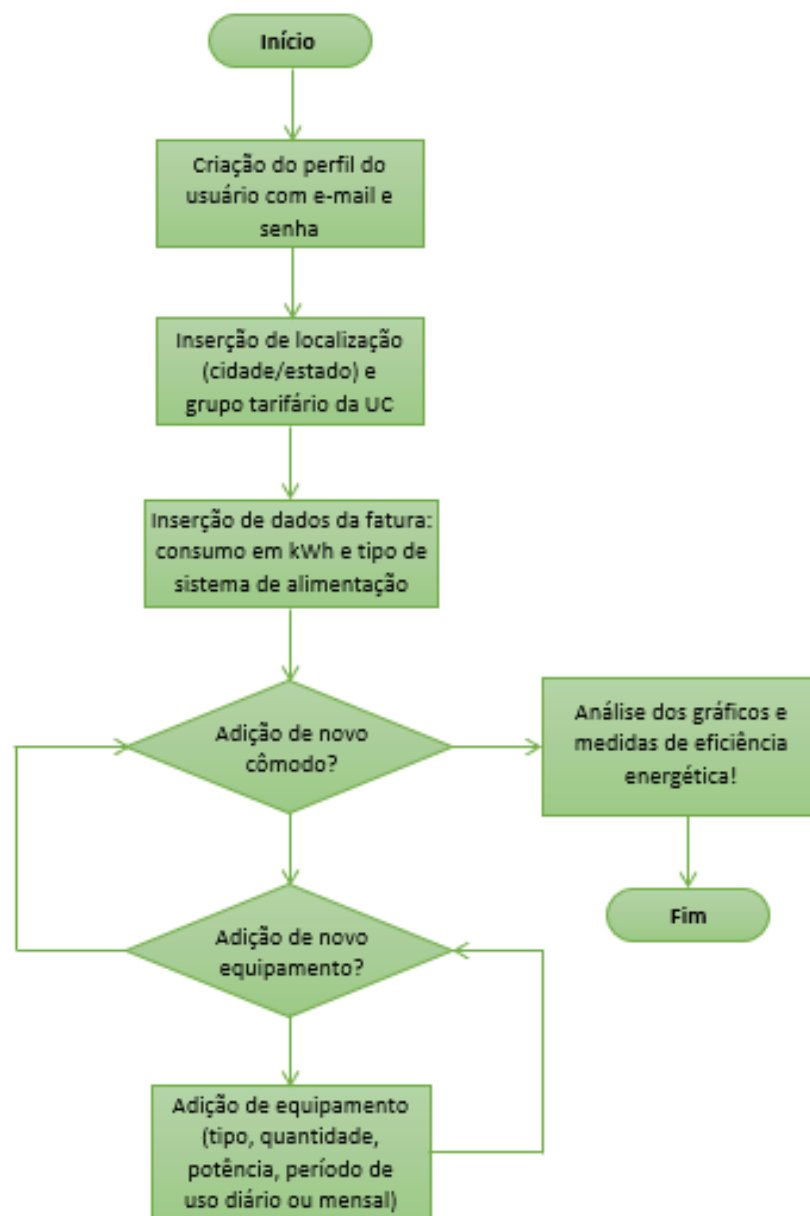 Início
Criação do perfil do
usuário com e-mail e
senha
Inserção de localização
(cidade/estado) e
grupo tarifário da UC
Inserção de dados da fatura:
consumo em kWh e tipo de
sistema de alimentação
Adição de novo
cômodo?
Análise dos gráficos e
medidas de eficiência
energética!
Fim
Adição de novo
equipamento?
Adição de equipamento
(tipo, quantidade,
potência, período de
uso diário ou mensal)